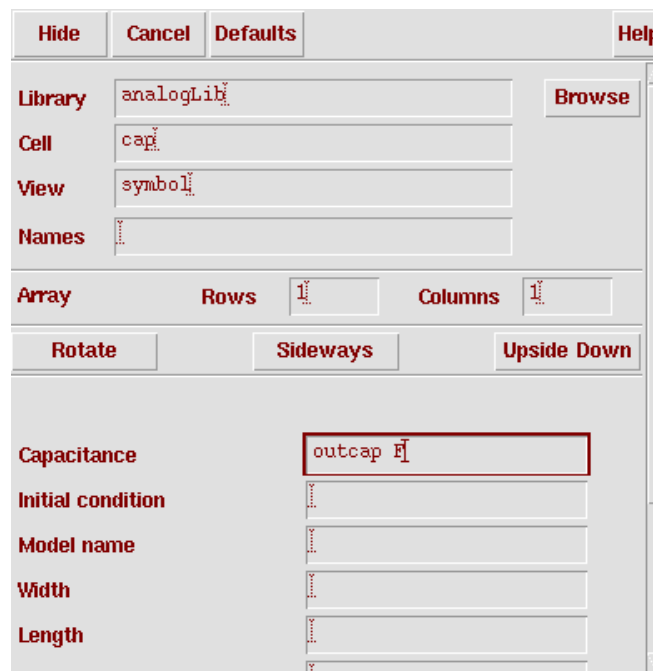 Hide Cancel Defaults Help
Library analogLib Browse
Cell cap
View symbol
Names
Array Rows 1 Columns 1
Rotate Sideways Upside Down
Capacitance outcap F
Initial condition
Model name
Width
Length